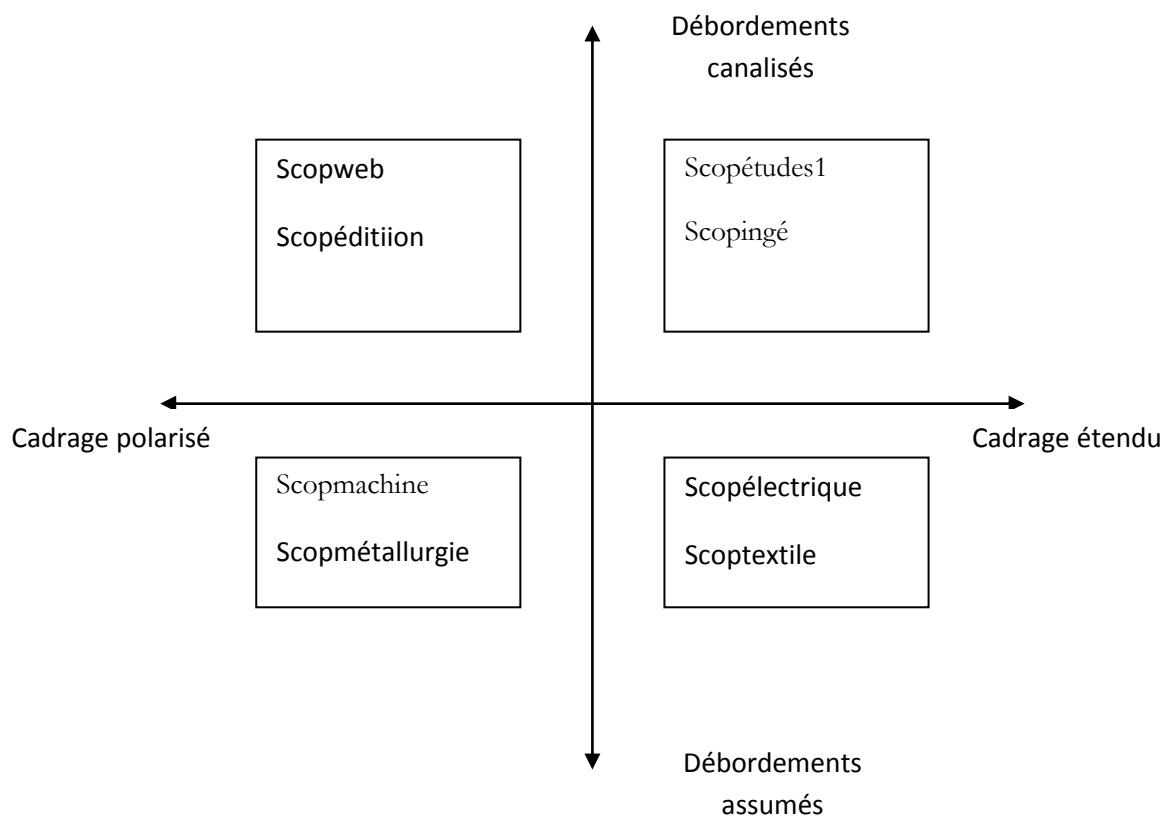 Débordements
canalisés
Scopweb
Scopéditiion
Scopétudes1
Scopingé
Cadrage polarisé
Cadrage étendu
Scopmachine
Scopmétallurgie
Scopélectrique
Scoptextile
Débordements
assumés